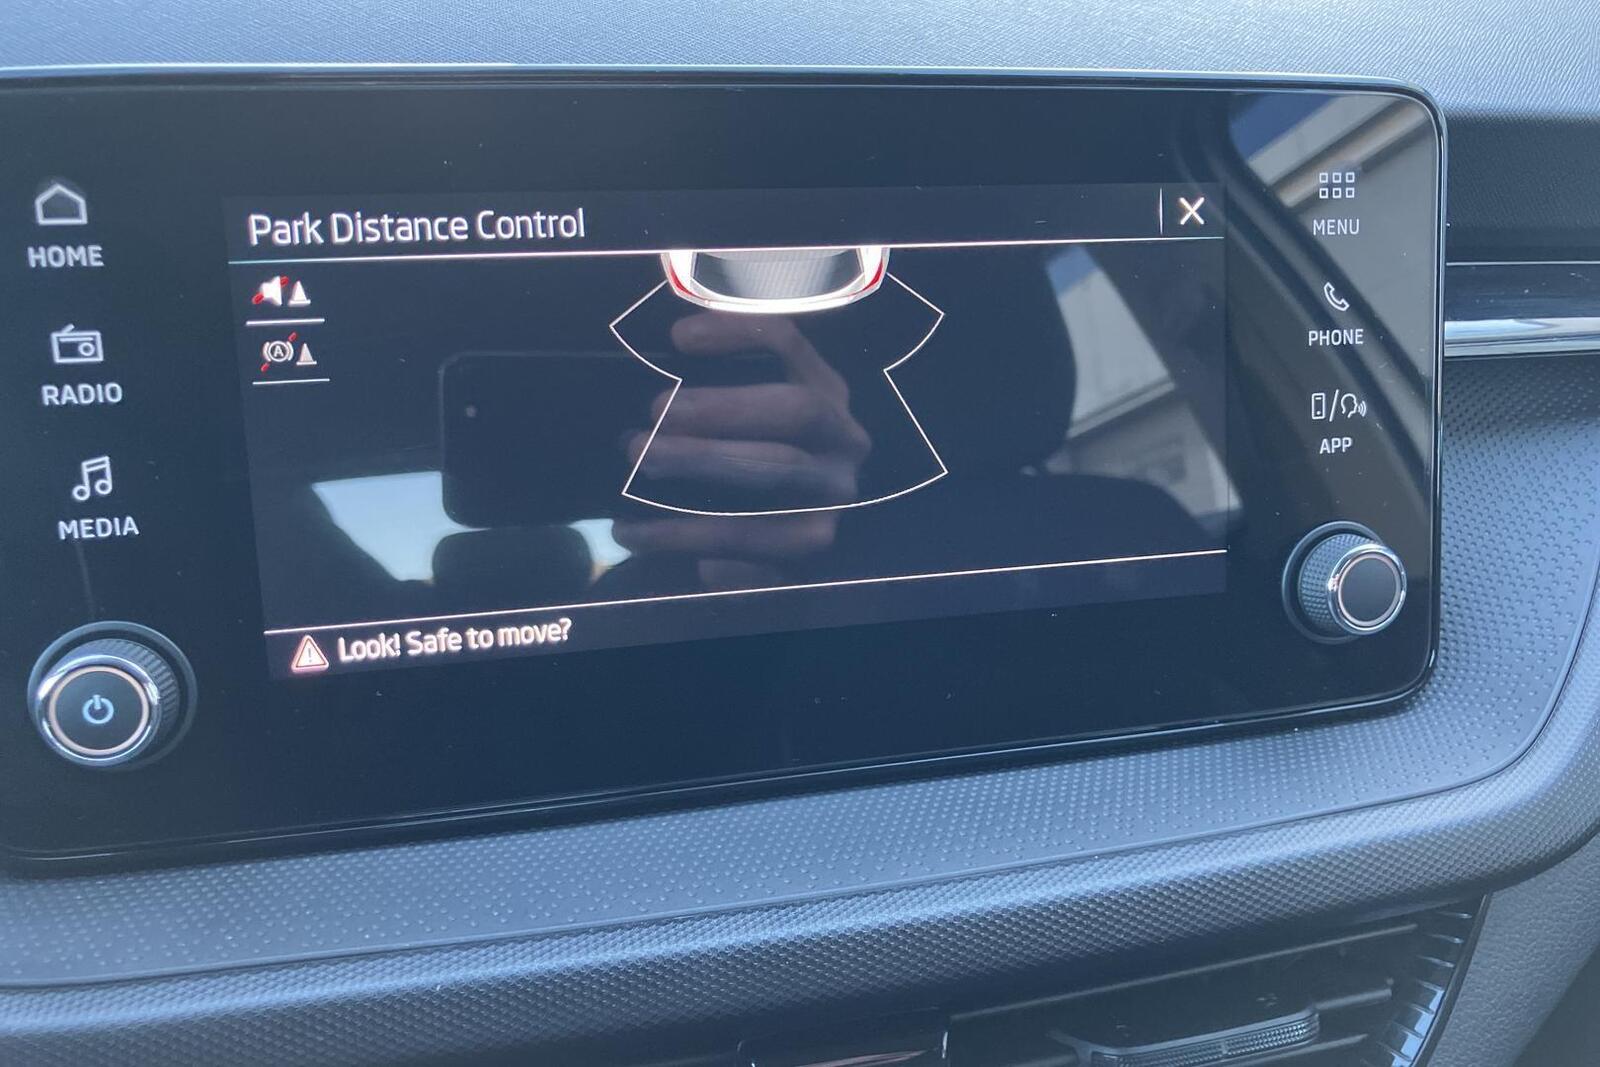 HOME
RADIO
MEDIA
Park Distance Control
A
Look! Safe to move?
MENU
PHONE
APP